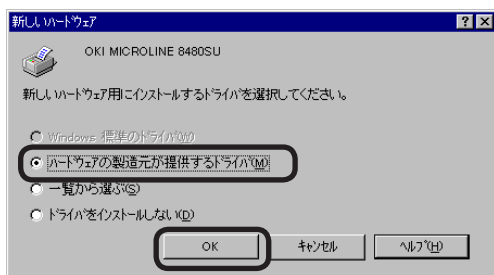 新しいハードウェア
OKI MICROLINE 8480SU
新しいハードウェア用にインストールするドライバを選択してください。
Windows 標準のドライバ(W)
ハードウェアの製造元が提供するドライバ(M)
一覧から選ぶ(S)
ドライバをインストールしない(D)
OK キャンセル ヘルプ(H)